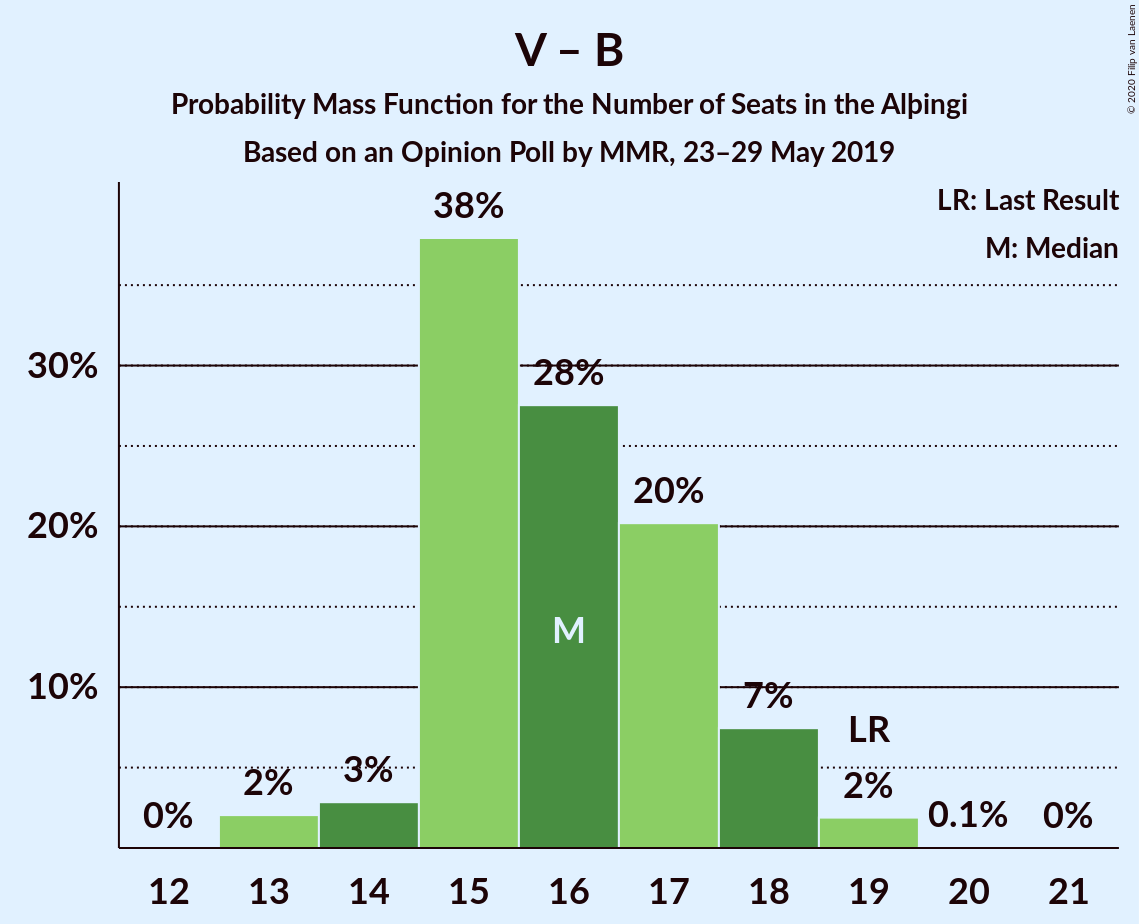 V – B
Probability Mass Function for the Number of Seats in the Alþingi
Based on an Opinion Poll by MMR, 23–29 May 2019
© 2020 Filip van Laenen
LR: Last Result
M: Median
38%
30%
28%
20%
20%
M
10%
7%
LR
3%
2%
2%
0%
0.1%
0%
12 13 14 15 16 17 18 19 20 21